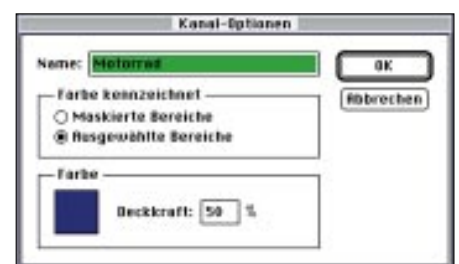 Kanal-Optionen
Name: Motorrad
OK
Abbrechen
Farbe kennzeichnet
Maskierte Bereiche
Ausgewählte Bereiche
Farbe
Deckkraft: 50 %